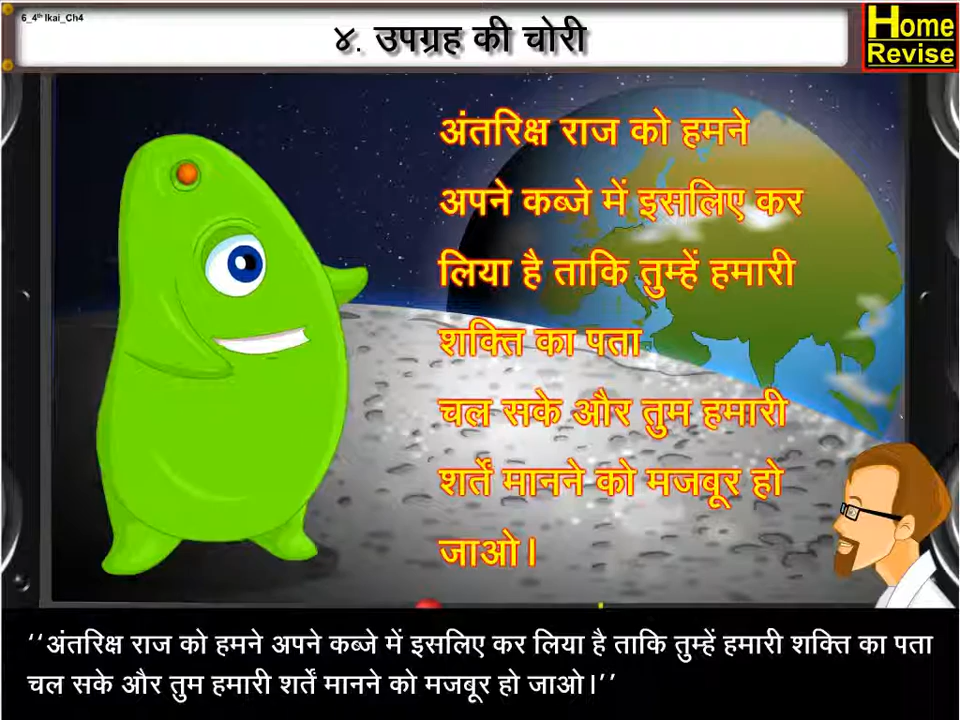 6_4th Ikai_Ch4
४. उपग्रह की चोरी
Home
Revise
अंतरिक्ष राज को हमने
अपने कब्जे में इसलिए कर
लिया है ताकि तुम्हें हमारी
शक्ति का पता
चल सके और तुम हमारी
शर्तें मानने को मजबूर हो
जाओ।
‘‘अंतरिक्ष राज को हमने अपने कब्जे में इसलिए कर लिया है ताकि तुम्हें हमारी शक्ति का पता
चल सके और तुम हमारी शर्तें मानने को मजबूर हो जाओ।’’